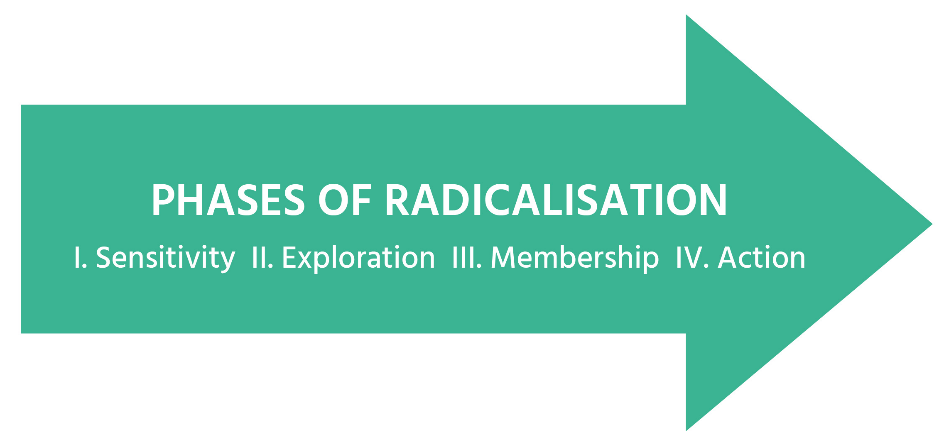 PHASES OF RADICALISATION
I. Sensitivity II. Exploration III. Membership IV. Action